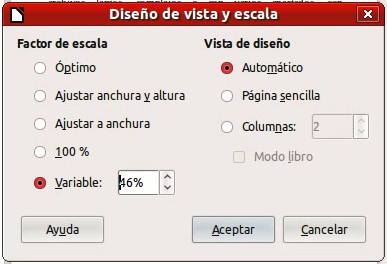 Diseño de vista y escala
Factor de escala
Óptimo
Ajustar anchura y altura
Ajustar a anchura
100 %
Variable: 46%
Vista de diseño
Automático
Página sencilla
Columnas: 2
Modo libro
Ayuda
Aceptar
Cancelar